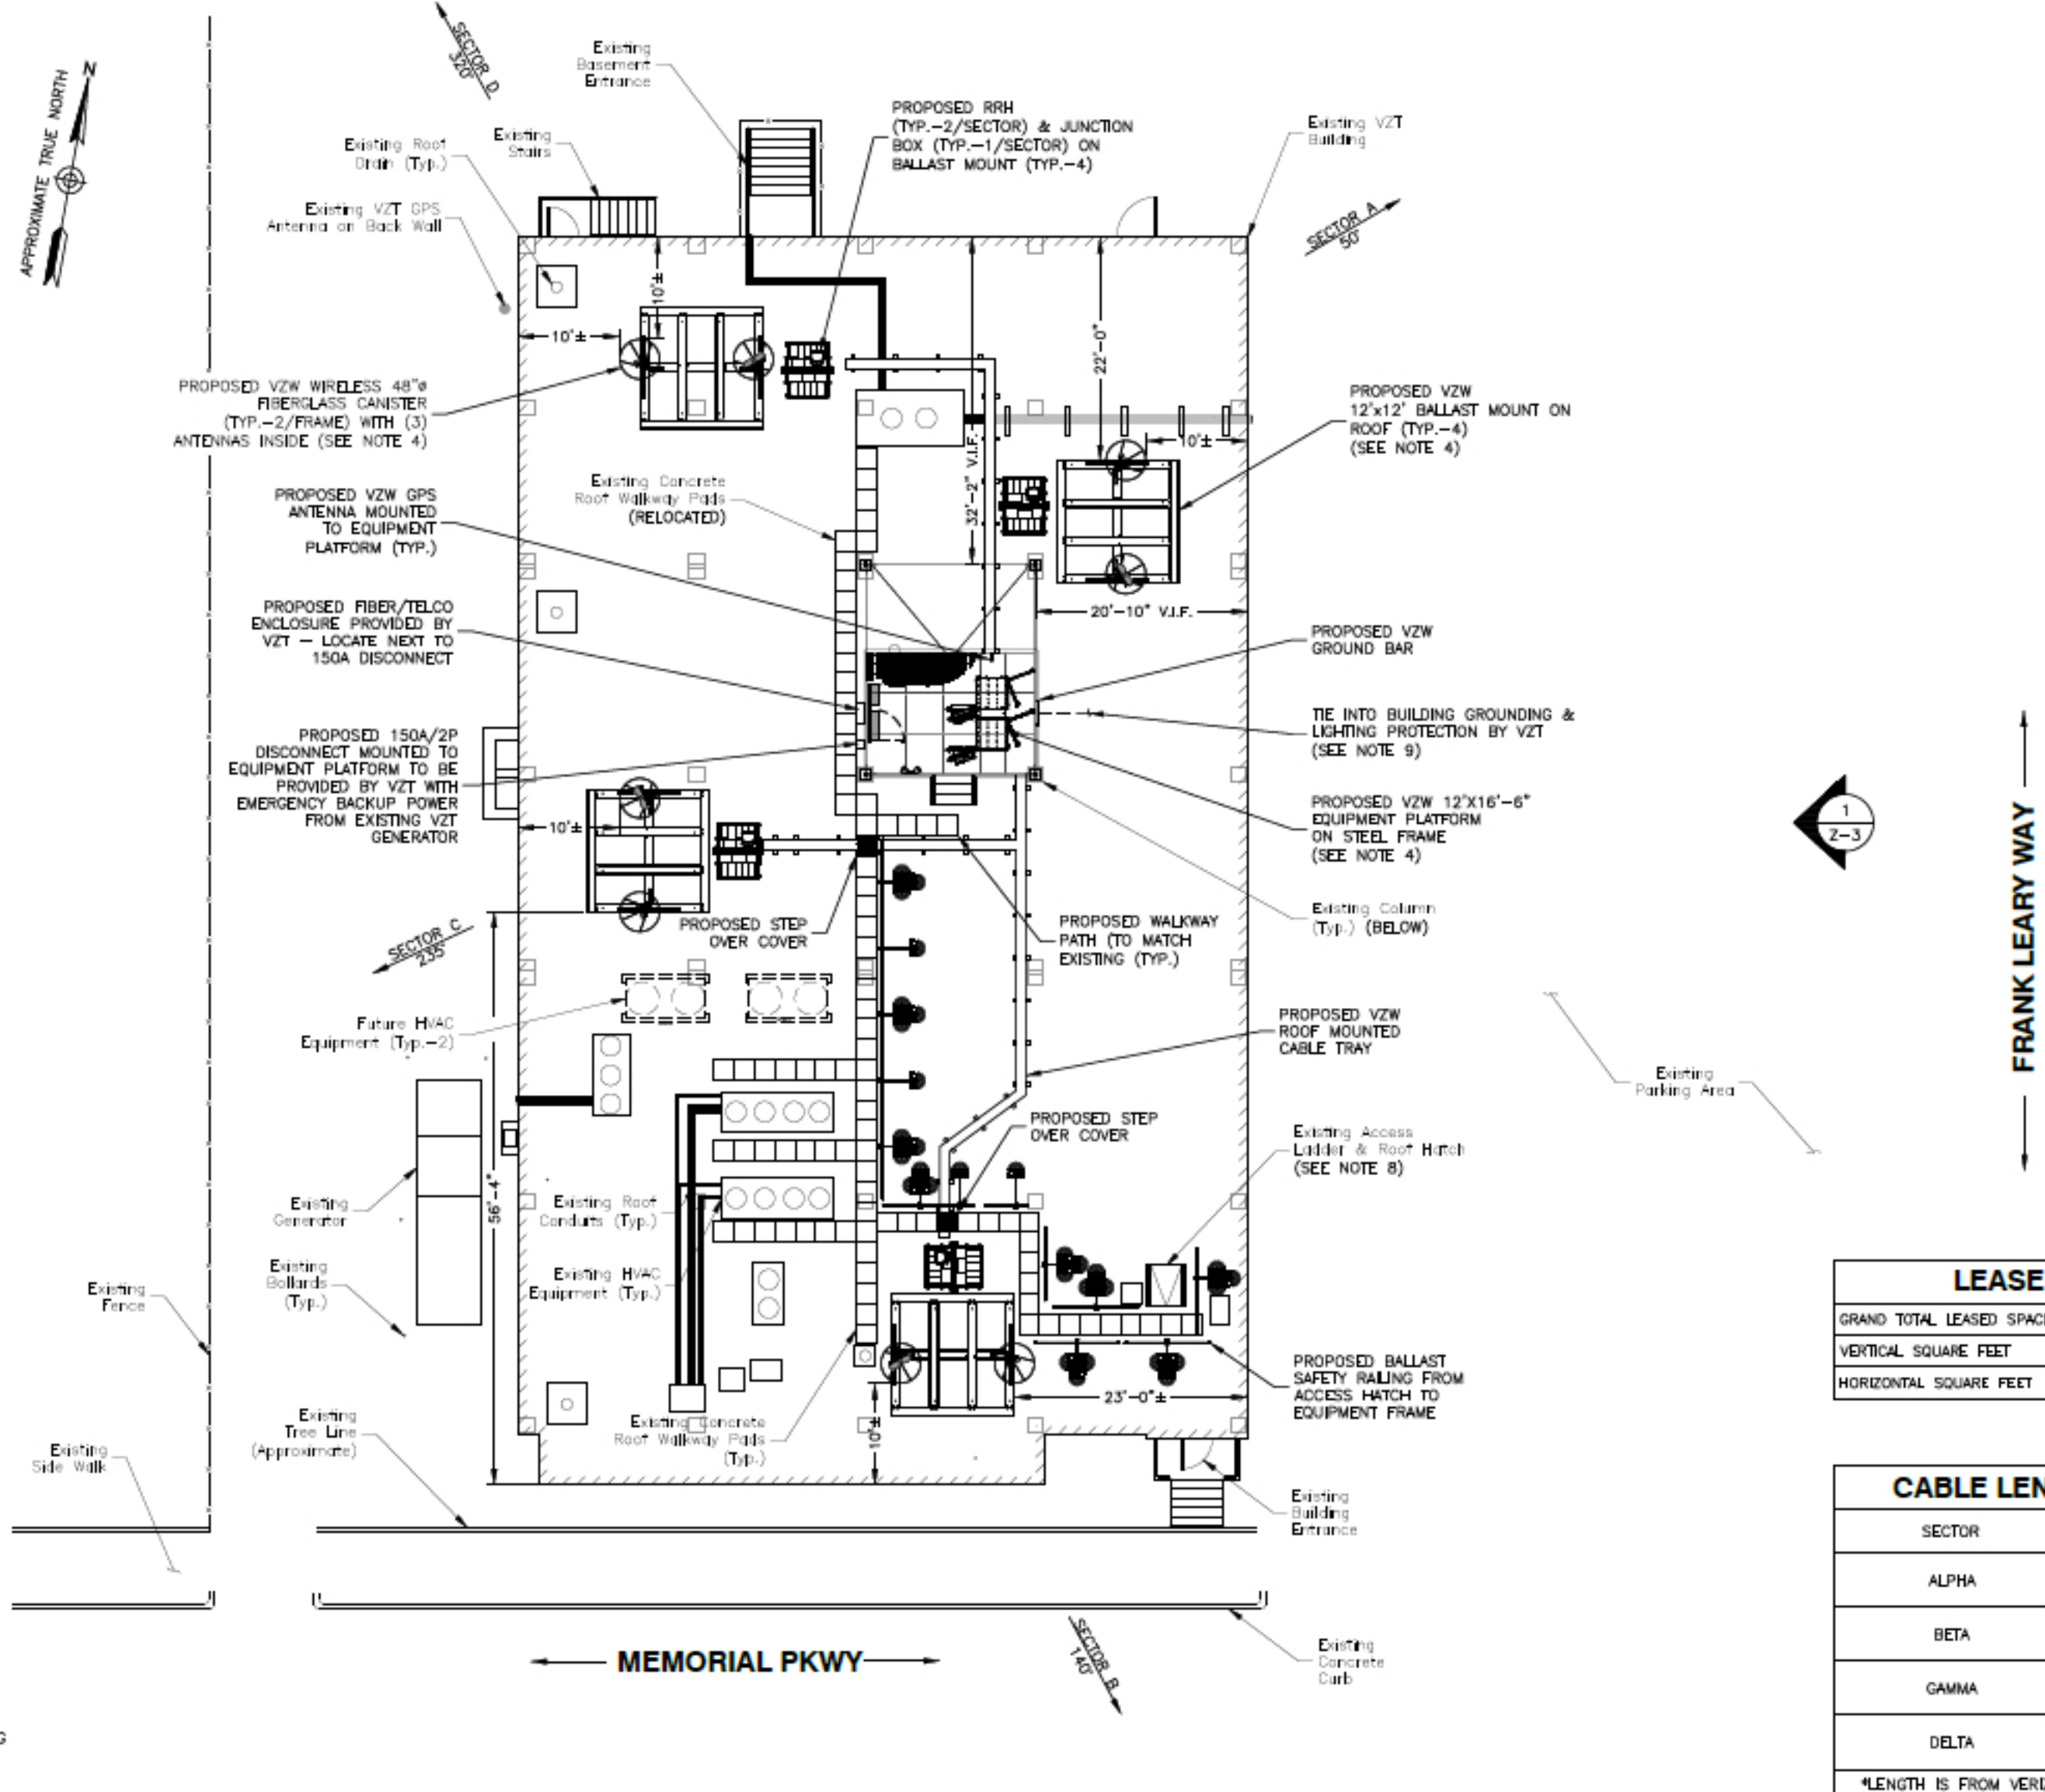 SECTOR D
320°
Existing
Basement
Entrance
N
APPROXIMATE TRUE NORTH
Existing Roof
Drain (Typ.)
Existing
Stairs
PROPOSED RRH
(TYP.-2/SECTOR) & JUNCTION
BOX (TYP.-1/SECTOR) ON
BALLAST MOUNT (TYP.-4)
Existing VZT
Building
Existing VZT GPS
Antenna on Back Wall
SECTOR A
50°
10'±
10'±
22'-0"
32'-2" V.I.F.
10'±
PROPOSED VZW WIRELESS 48"ø
FIBERGLASS CANISTER
(TYP.-2/FRAME) WITH (3)
ANTENNAS INSIDE (SEE NOTE 4)
PROPOSED VZW
12'x12' BALLAST MOUNT ON
ROOF (TYP.-4)
(SEE NOTE 4)
Existing Concrete
Roof Walkway Pads
(RELOCATED)
PROPOSED VZW GPS
ANTENNA MOUNTED
TO EQUIPMENT
PLATFORM (TYP.)
20'-10" V.I.F.
PROPOSED FIBER/TELCO
ENCLOSURE PROVIDED BY
VZT - LOCATE NEXT TO
150A DISCONNECT
PROPOSED VZW
GROUND BAR
TIE INTO BUILDING GROUNDING &
LIGHTING PROTECTION BY VZT
(SEE NOTE 9)
PROPOSED 150A/2P
DISCONNECT MOUNTED TO
EQUIPMENT PLATFORM TO BE
PROVIDED BY VZT WITH
EMERGENCY BACKUP POWER
FROM EXISTING VZT
GENERATOR
10'±
PROPOSED VZW 12'X16'-6"
EQUIPMENT PLATFORM
ON STEEL FRAME
(SEE NOTE 4)
1
Z-3
FRANK LEARY WAY
PROPOSED STEP
OVER COVER
PROPOSED WALKWAY
PATH (TO MATCH
EXISTING (TYP.)
Existing Column
(Typ.) (BELOW)
SECTOR C
235°
Future HVAC
Equipment (Typ.-2)
PROPOSED VZW
ROOF MOUNTED
CABLE TRAY
Existing
Parking Area
PROPOSED STEP
OVER COVER
Existing Access
Ladder & Roof Hatch
(SEE NOTE 8)
56'-4"
Existing
Generator
Existing Roof
Conduits (Typ.)
Existing
Bollards
(Typ.)
Existing
Fence
Existing HVAC
Equipment (Typ.)
LEASE
GRAND TOTAL LEASED SPAC
VERTICAL SQUARE FEET
HORIZONTAL SQUARE FEET
PROPOSED BALLAST
SAFETY RAILING FROM
ACCESS HATCH TO
EQUIPMENT FRAME
23'-0"±
10'±
Existing
Tree Line
(Approximate)
Existing Concrete
Roof Walkway Pads
(Typ.)
Existing
Side Walk
Existing
Building
Entrance
CABLE LEN
SECTOR
ALPHA
BETA
GAMMA
DELTA
*LENGTH IS FROM VERI
MEMORIAL PKWY
SECTOR B
140°
Existing
Concrete
Curb
G